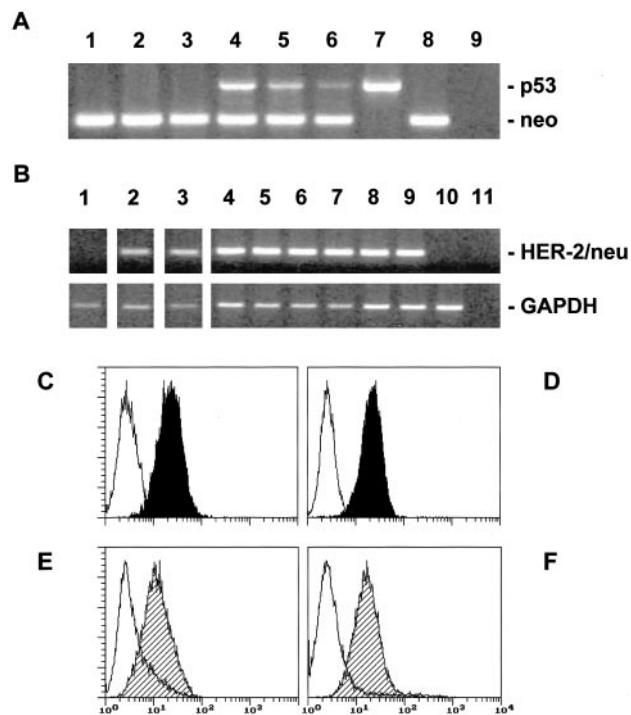 A
1 2 3 4 5 6 7 8 9
- p53
- neo
B
1 2 3 4 5 6 7 8 9 10 11
- HER-2/neu
- GAPDH
C D
E F
10⁰ 10¹ 10² 10³ 10⁰ 10¹ 10² 10³ 10⁴